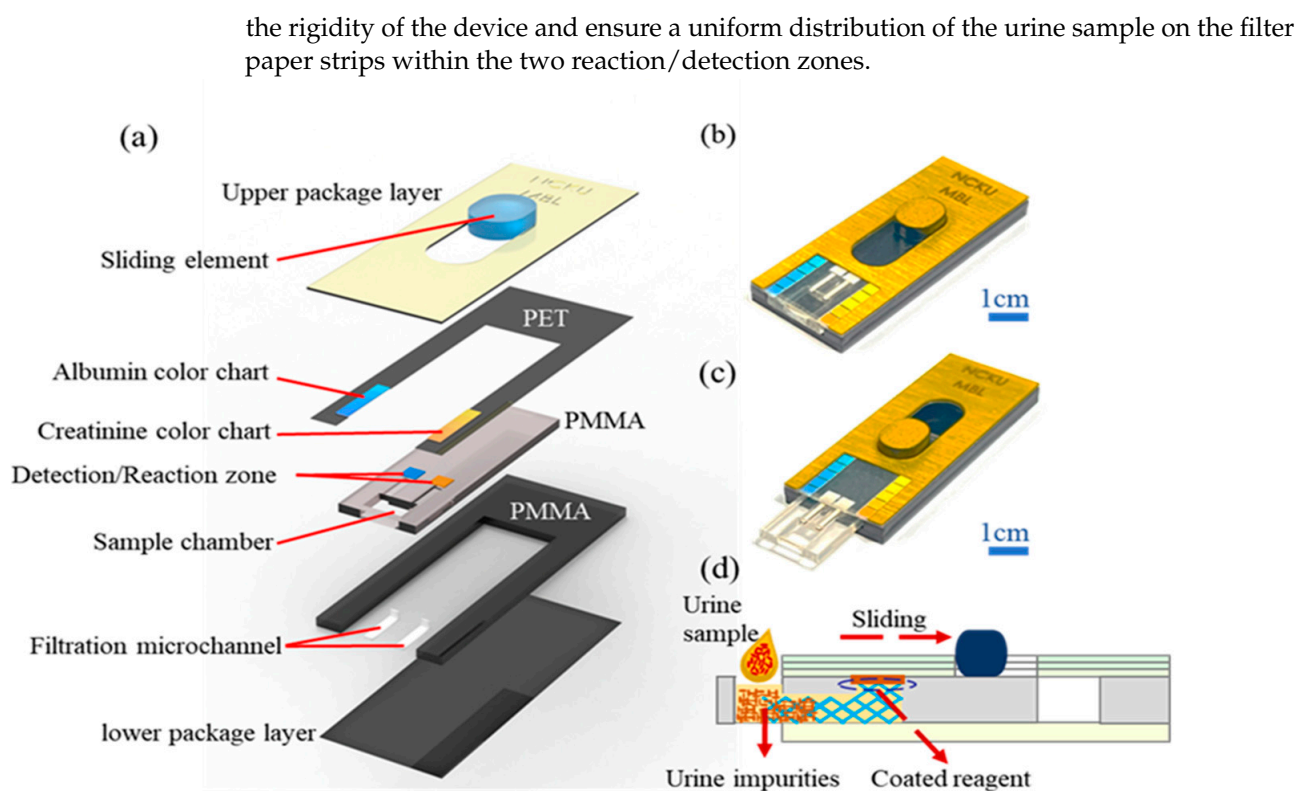 the rigidity of the device and ensure a uniform distribution of the urine sample on the filter
paper strips within the two reaction/detection zones.
(a)
NCKU
MBL
Upper package layer
Sliding element
PET
Albumin color chart
Creatinine color chart
PMMA
Detection/Reaction zone
PMMA
Sample chamber
Filtration microchannel
lower package layer
(b)
NCKU
MBL
1cm
(c)
NCKU
MBL
1cm
(d)
Urine
sample
Sliding
Urine impurities
Coated reagent